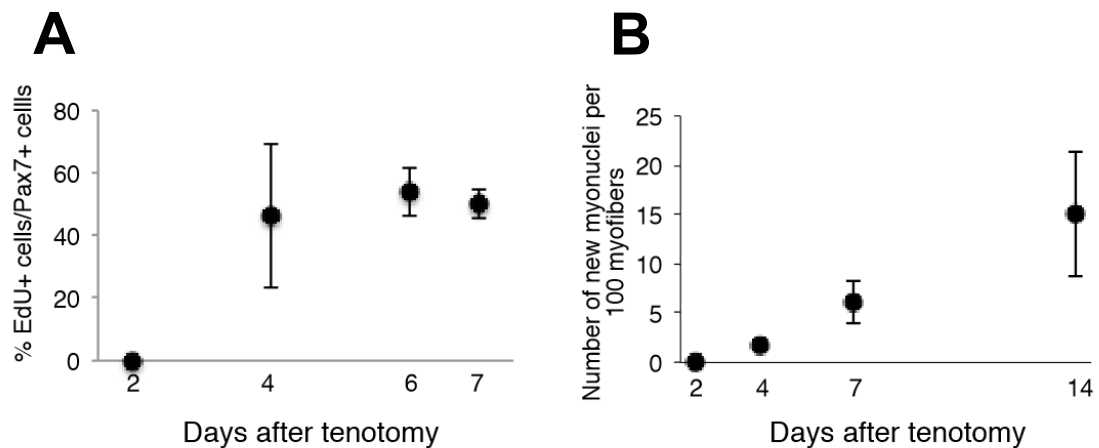 A
% EdU+ cells/Pax7+ cellls
80
60
40
20
0
2 4 6 7
Days after tenotomy
B
Number of new myonuclei per
100 myofibers
25
20
15
10
5
0
2 4 7 14
Days after tenotomy